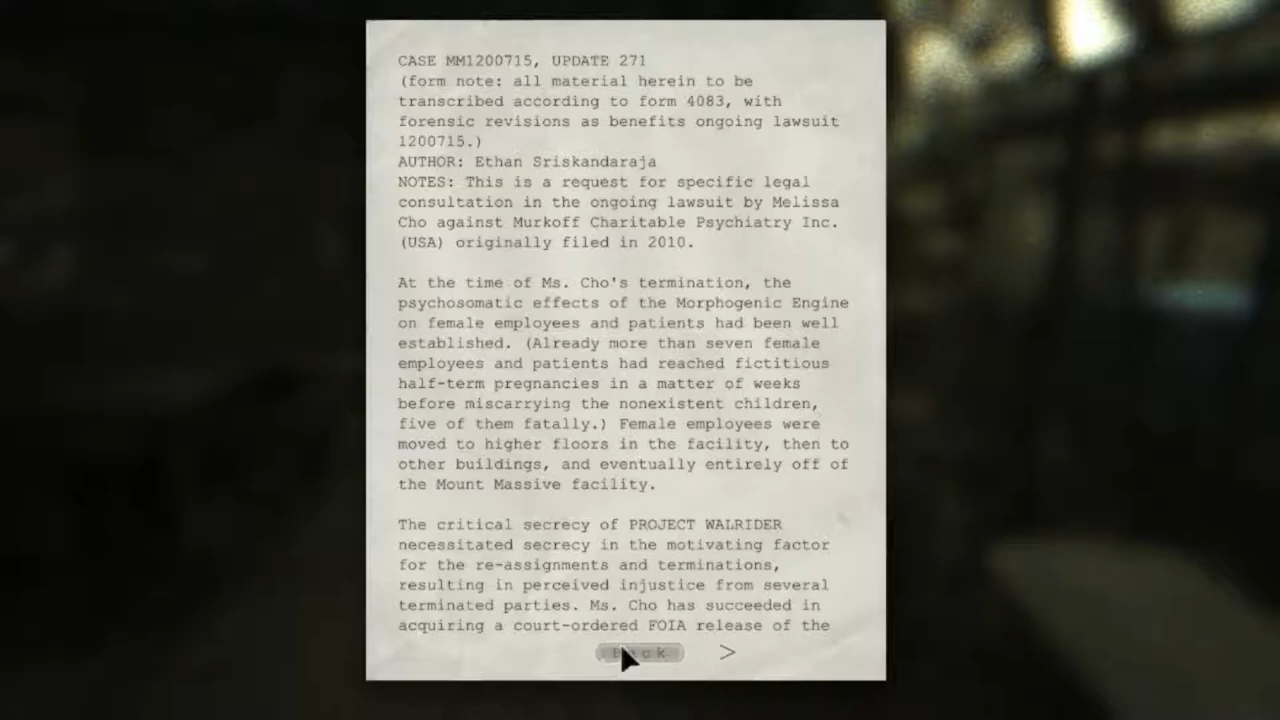 CASE MM1200715, UPDATE 271
(form note: all material herein to be
transcribed according to form 4083, with
forensic revisions as benefits ongoing lawsuit
1200715.)
AUTHOR: Ethan Sriskandaraja
NOTES: This is a request for specific legal
consultation in the ongoing lawsuit by Melissa
Cho against Murkoff Charitable Psychiatry Inc.
(USA) originally filed in 2010.
At the time of Ms. Cho's termination, the
psychosomatic effects of the Morphogenic Engine
on female employees and patients had been well
established. (Already more than seven female
employees and patients had reached fictitious
half-term pregnancies in a matter of weeks
before miscarrying the nonexistent children,
five of them fatally.) Female employees were
moved to higher floors in the facility, then to
other buildings, and eventually entirely off of
the Mount Massive facility.
The critical secrecy of PROJECT WALRIDER
necessitated secrecy in the motivating factor
for the re-assignments and terminations,
resulting in perceived injustice from several
terminated parties. Ms. Cho has succeeded in
acquiring a court-ordered FOIA release of the
Back >